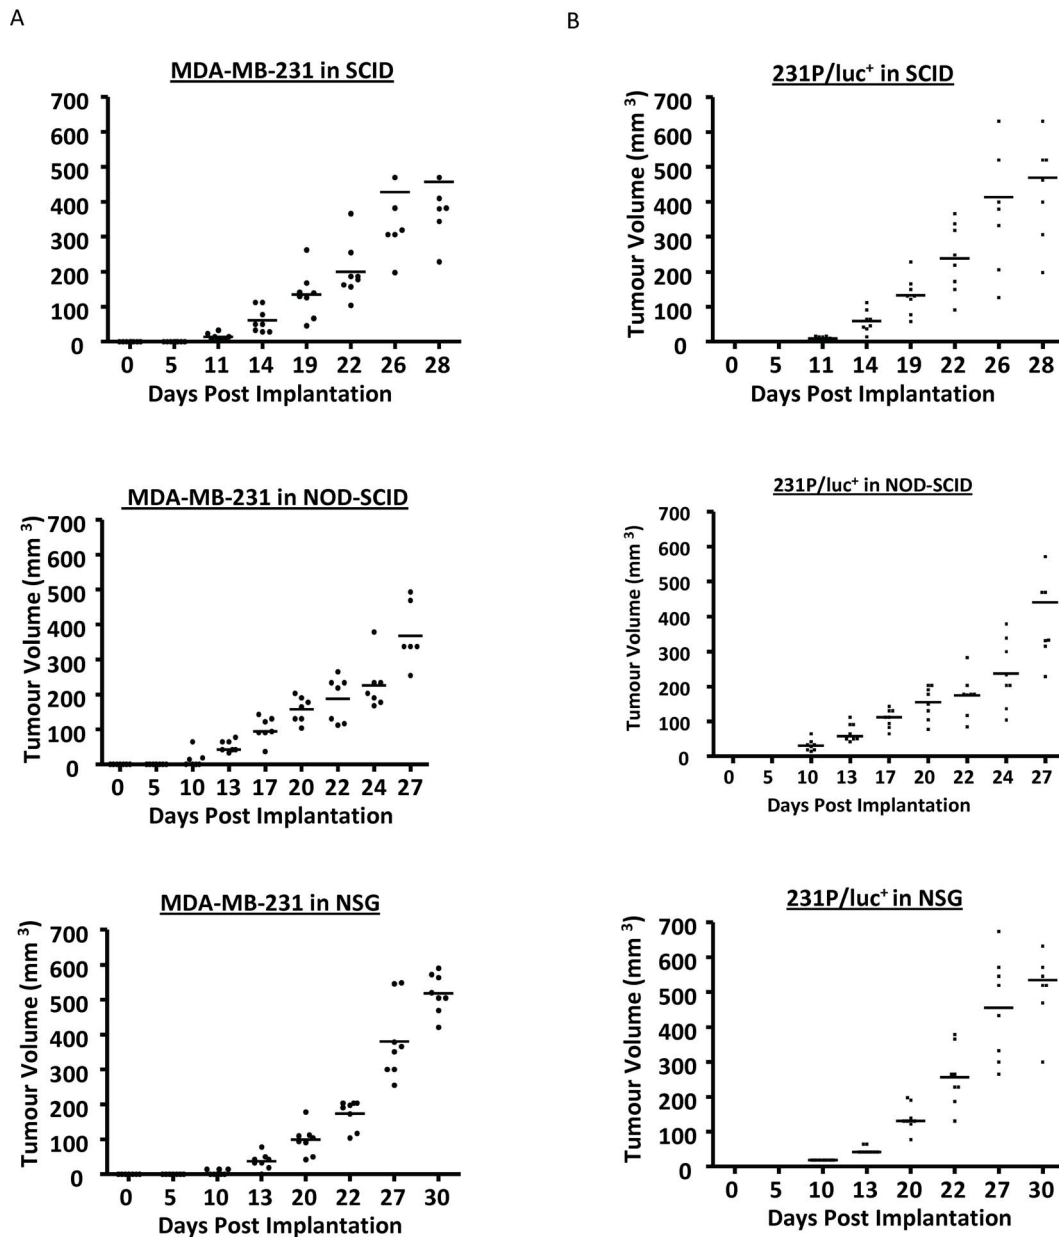 A
B
MDA-MB-231 in SCID
700
600
500
400
300
200
100
0
0 5 11 14 19 22 26 28
Days Post Implantation
231P/luc⁺ in SCID
Tumour Volume (mm ³)
700
600
500
400
300
200
100
0
0 5 11 14 19 22 26 28
Days Post Implantation
MDA-MB-231 in NOD-SCID
Tumour Volume (mm ³)
700
600
500
400
300
200
100
0
0 5 10 13 17 20 22 24 27
Days Post Implantation
231P/luc⁺ in NOD-SCID
Tumour Volume (mm ³)
700
600
500
400
300
200
100
0
0 5 10 13 17 20 22 24 27
Days Post Implantation
MDA-MB-231 in NSG
Tumour Volume (mm ³)
700
600
500
400
300
200
100
0
0 5 10 13 20 22 27 30
Days Post Implantation
231P/luc⁺ in NSG
Tumour Volume (mm ³)
700
600
500
400
300
200
100
0
0 5 10 13 20 22 27 30
Days Post Implantation